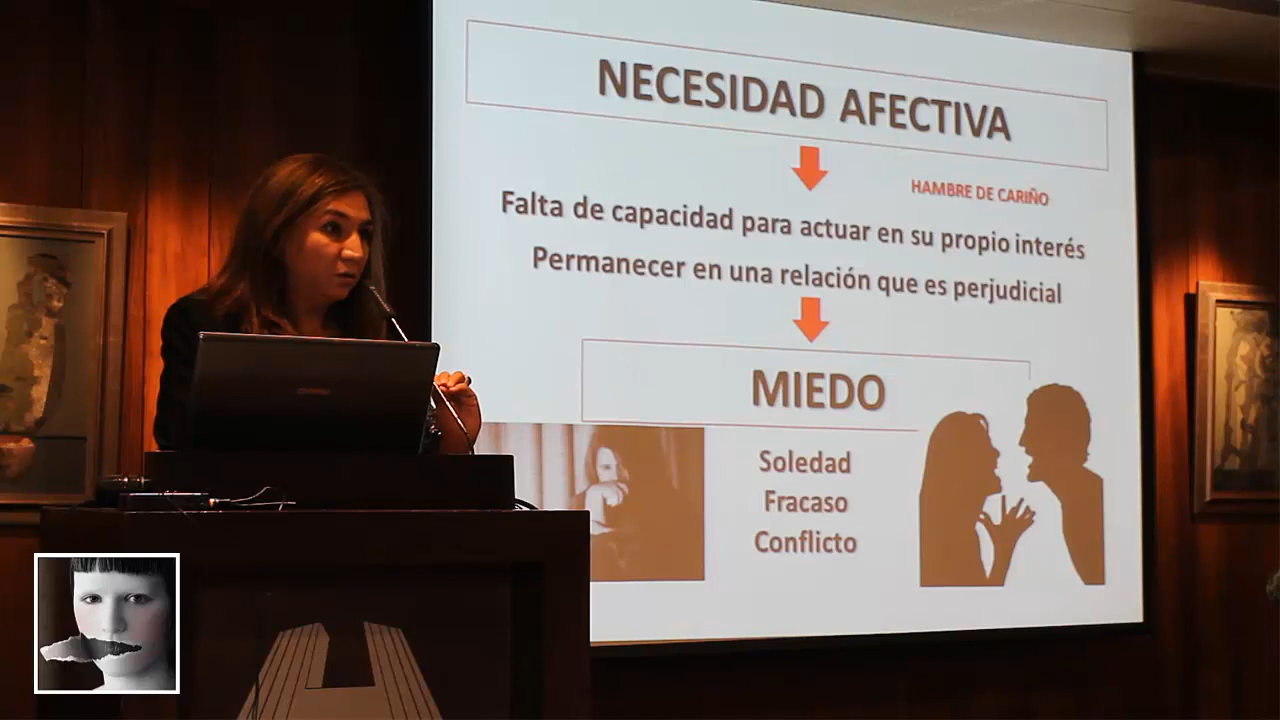 NECESIDAD AFECTIVA
HAMBRE DE CARIÑO
Falta de capacidad para actuar en su propio interés
Permanecer en una relación que es perjudicial
MIEDO
Soledad
Fracaso
Conflicto